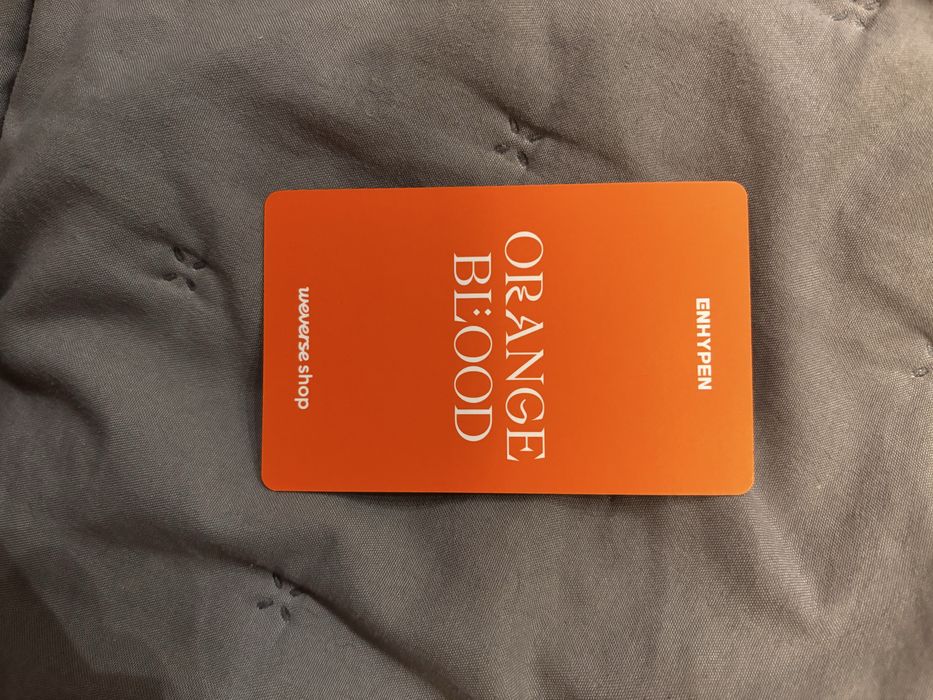 ENHYPEN
ORANGE
BLOOD
weverse shop